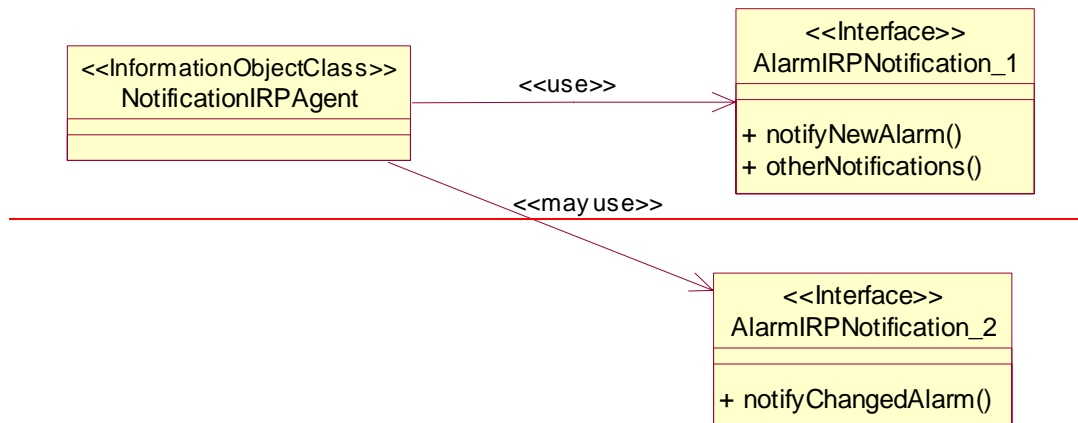 <<InformationObjectClass>>
NotificationIRPAgent
<<use>>
<<Interface>>
AlarmIRPNotification_1
+ notifyNewAlarm()
+ otherNotifications()
<<may use>>
<<Interface>>
AlarmIRPNotification_2
+ notifyChangedAlarm()